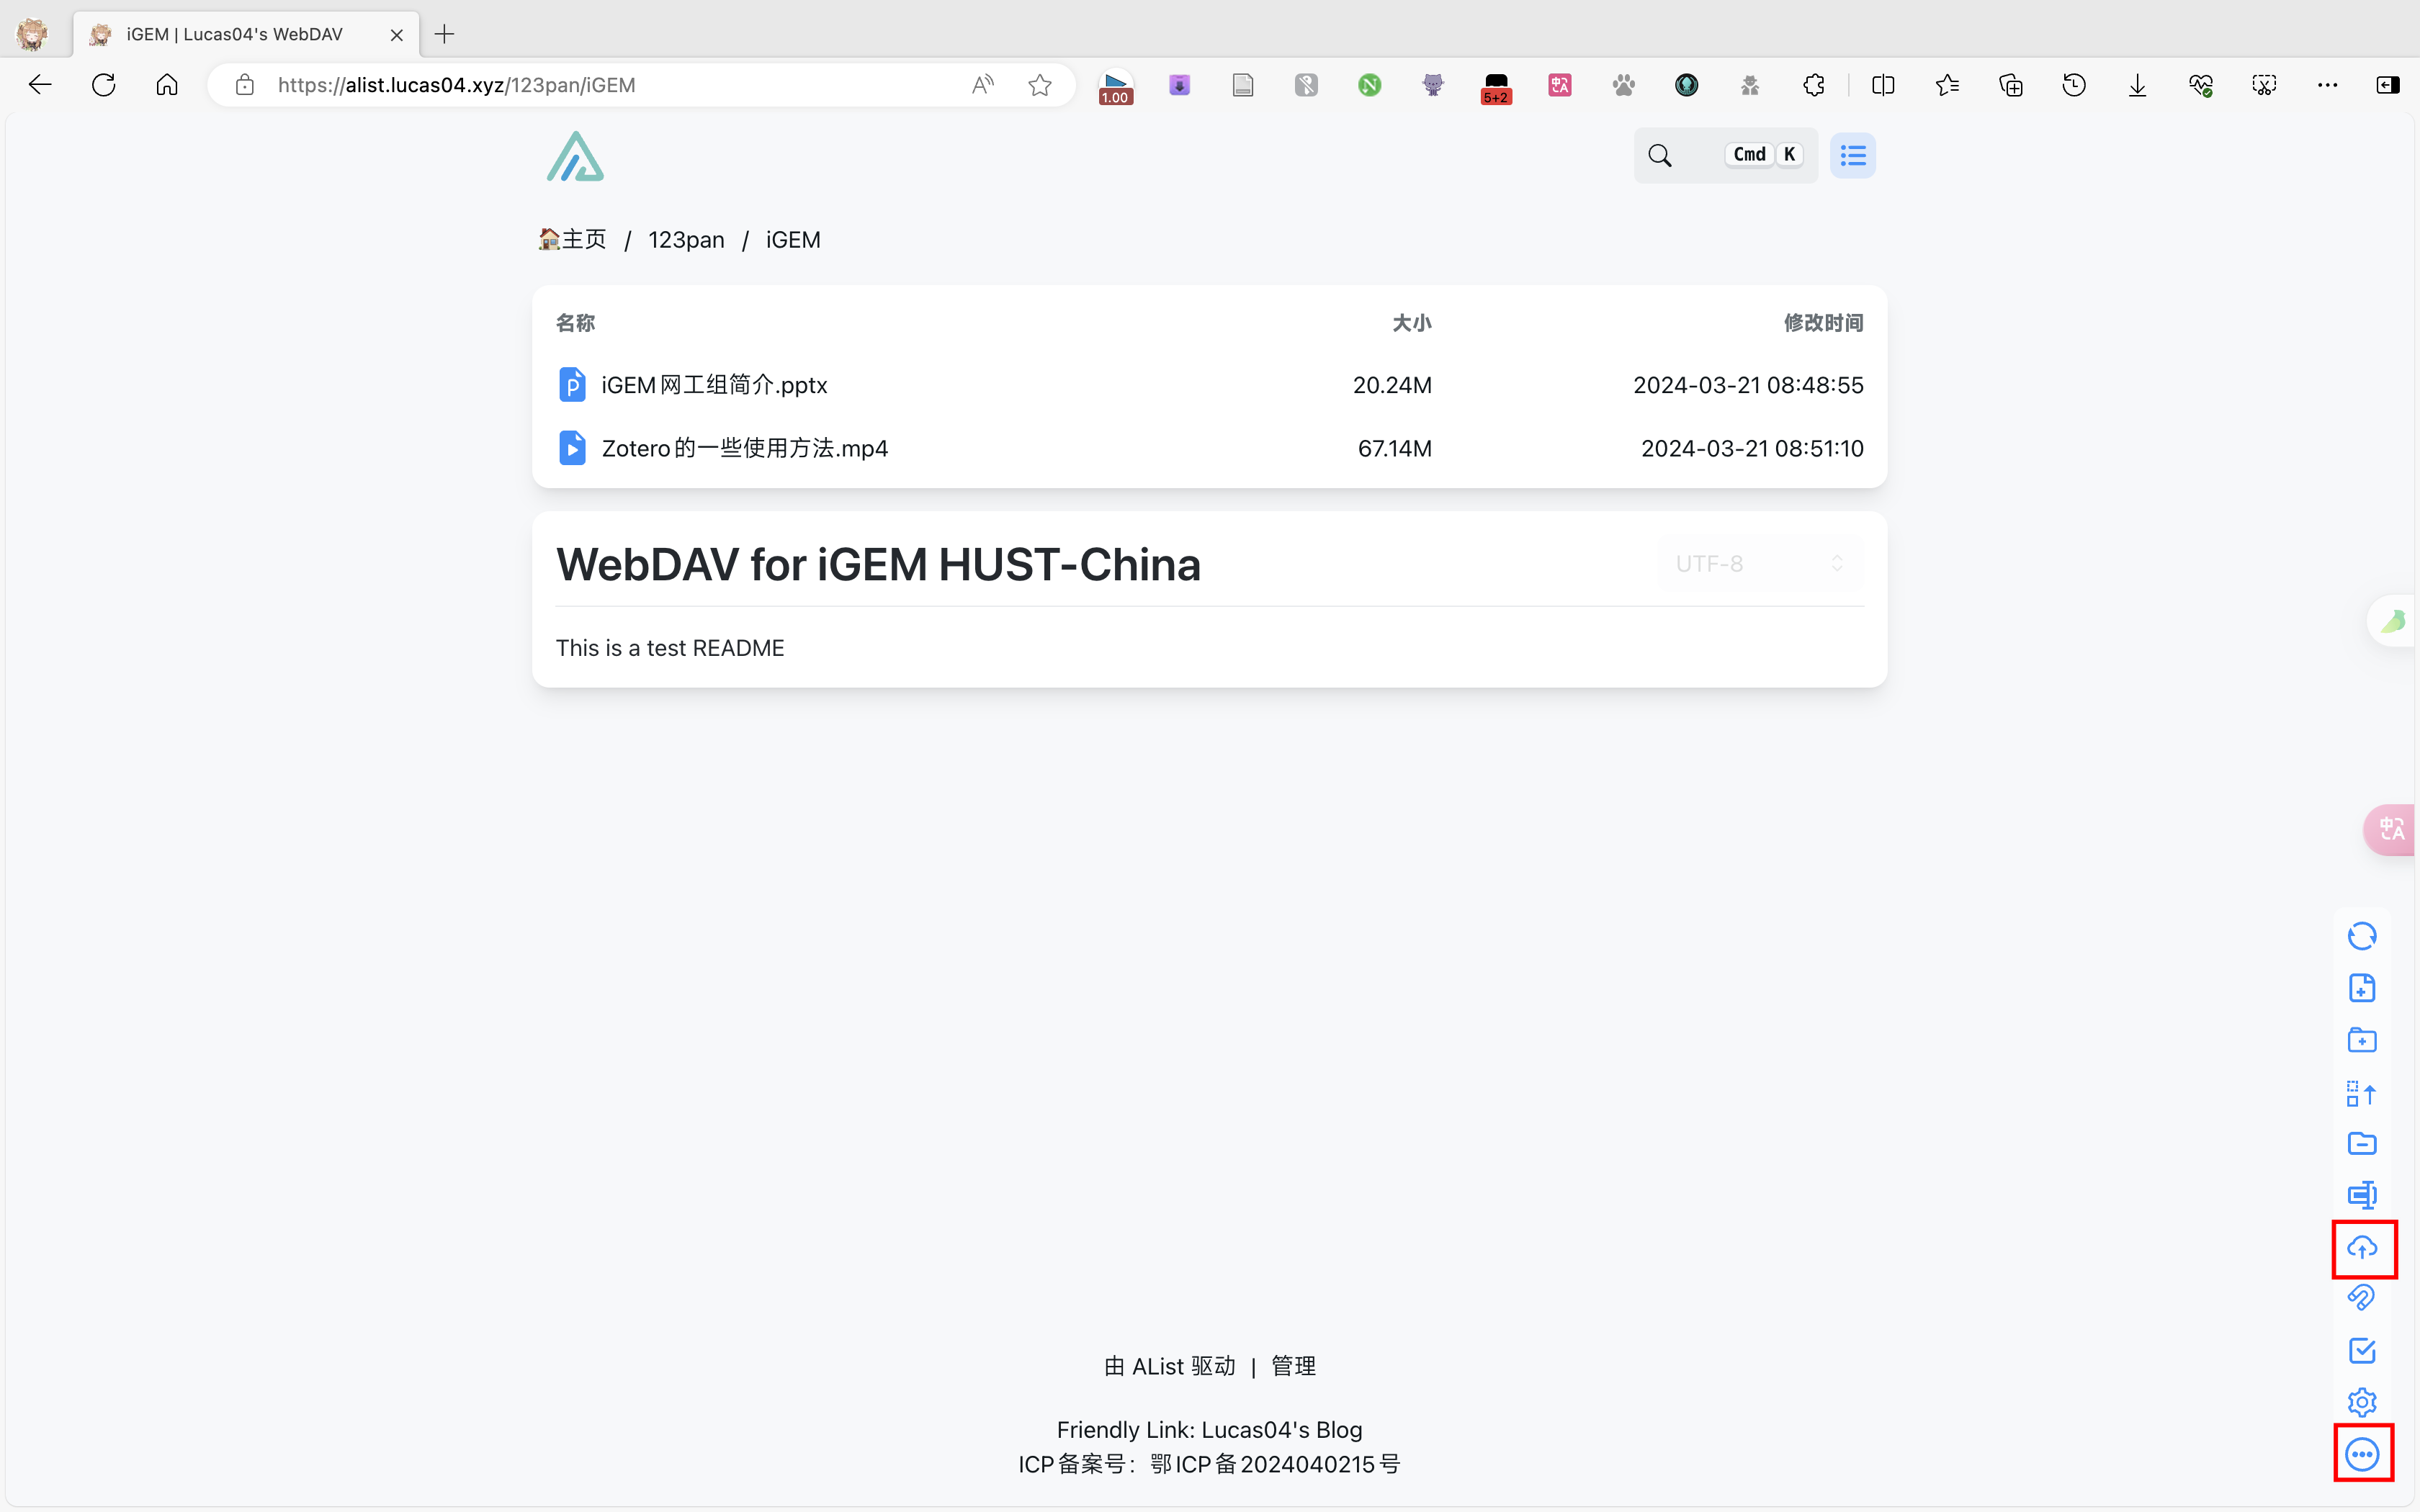 iGEM | Lucas04's WebDAV
https://alist.lucas04.xyz/123pan/iGEM
1.00
5+2
Cmd K
主页 / 123pan / iGEM
名称 大小 修改时间
iGEM网工组简介.pptx 20.24M 2024-03-21 08:48:55
Zotero的一些使用方法.mp4 67.14M 2024-03-21 08:51:10
WebDAV for iGEM HUST-China
UTF-8
This is a test README
由 AList 驱动 | 管理
Friendly Link: Lucas04's Blog
ICP备案号：鄂ICP备2024040215号